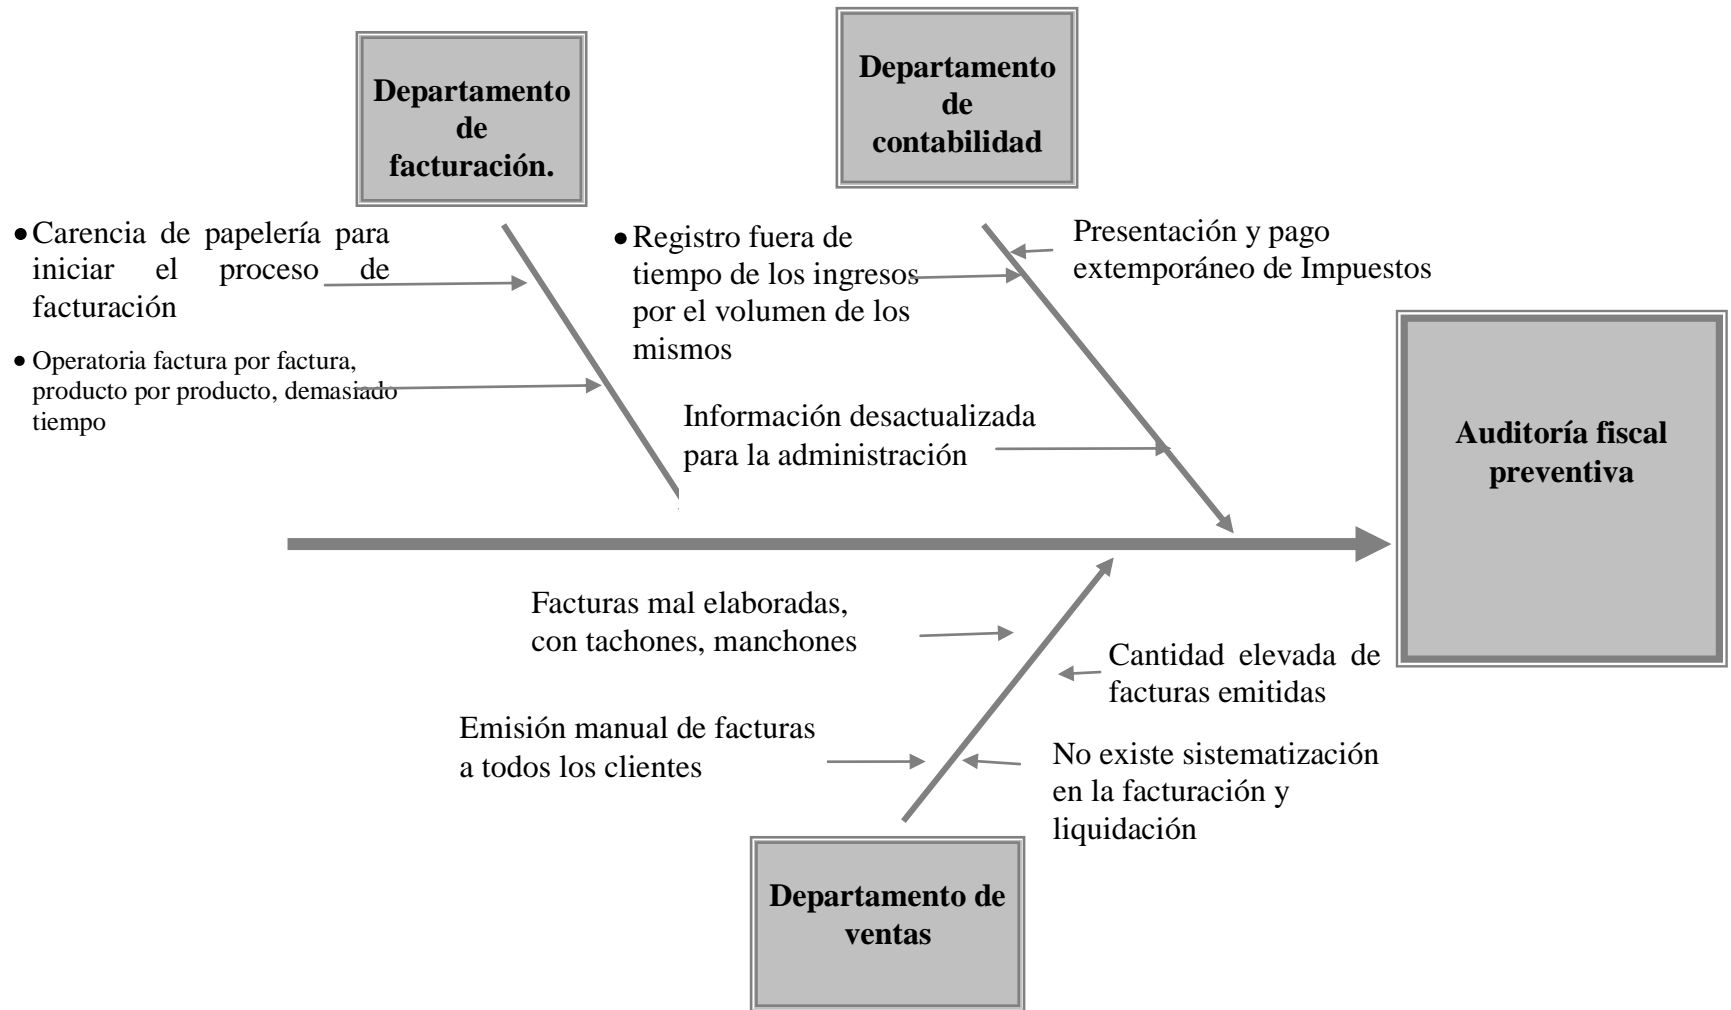 Departamento
de
facturación.
Departamento
de
contabilidad
• Carencia de papelería para
iniciar el proceso de
facturación
• Operatoria factura por factura,
producto por producto, demasiado
tiempo
• Registro fuera de
tiempo de los ingresos
por el volumen de los
mismos
Presentación y pago
extemporáneo de Impuestos
Información desactualizada
para la administración
Auditoría fiscal
preventiva
Facturas mal elaboradas,
con tachones, manchones
Cantidad elevada de
facturas emitidas
Emisión manual de facturas
a todos los clientes
No existe sistematización
en la facturación y
liquidación
Departamento de
ventas